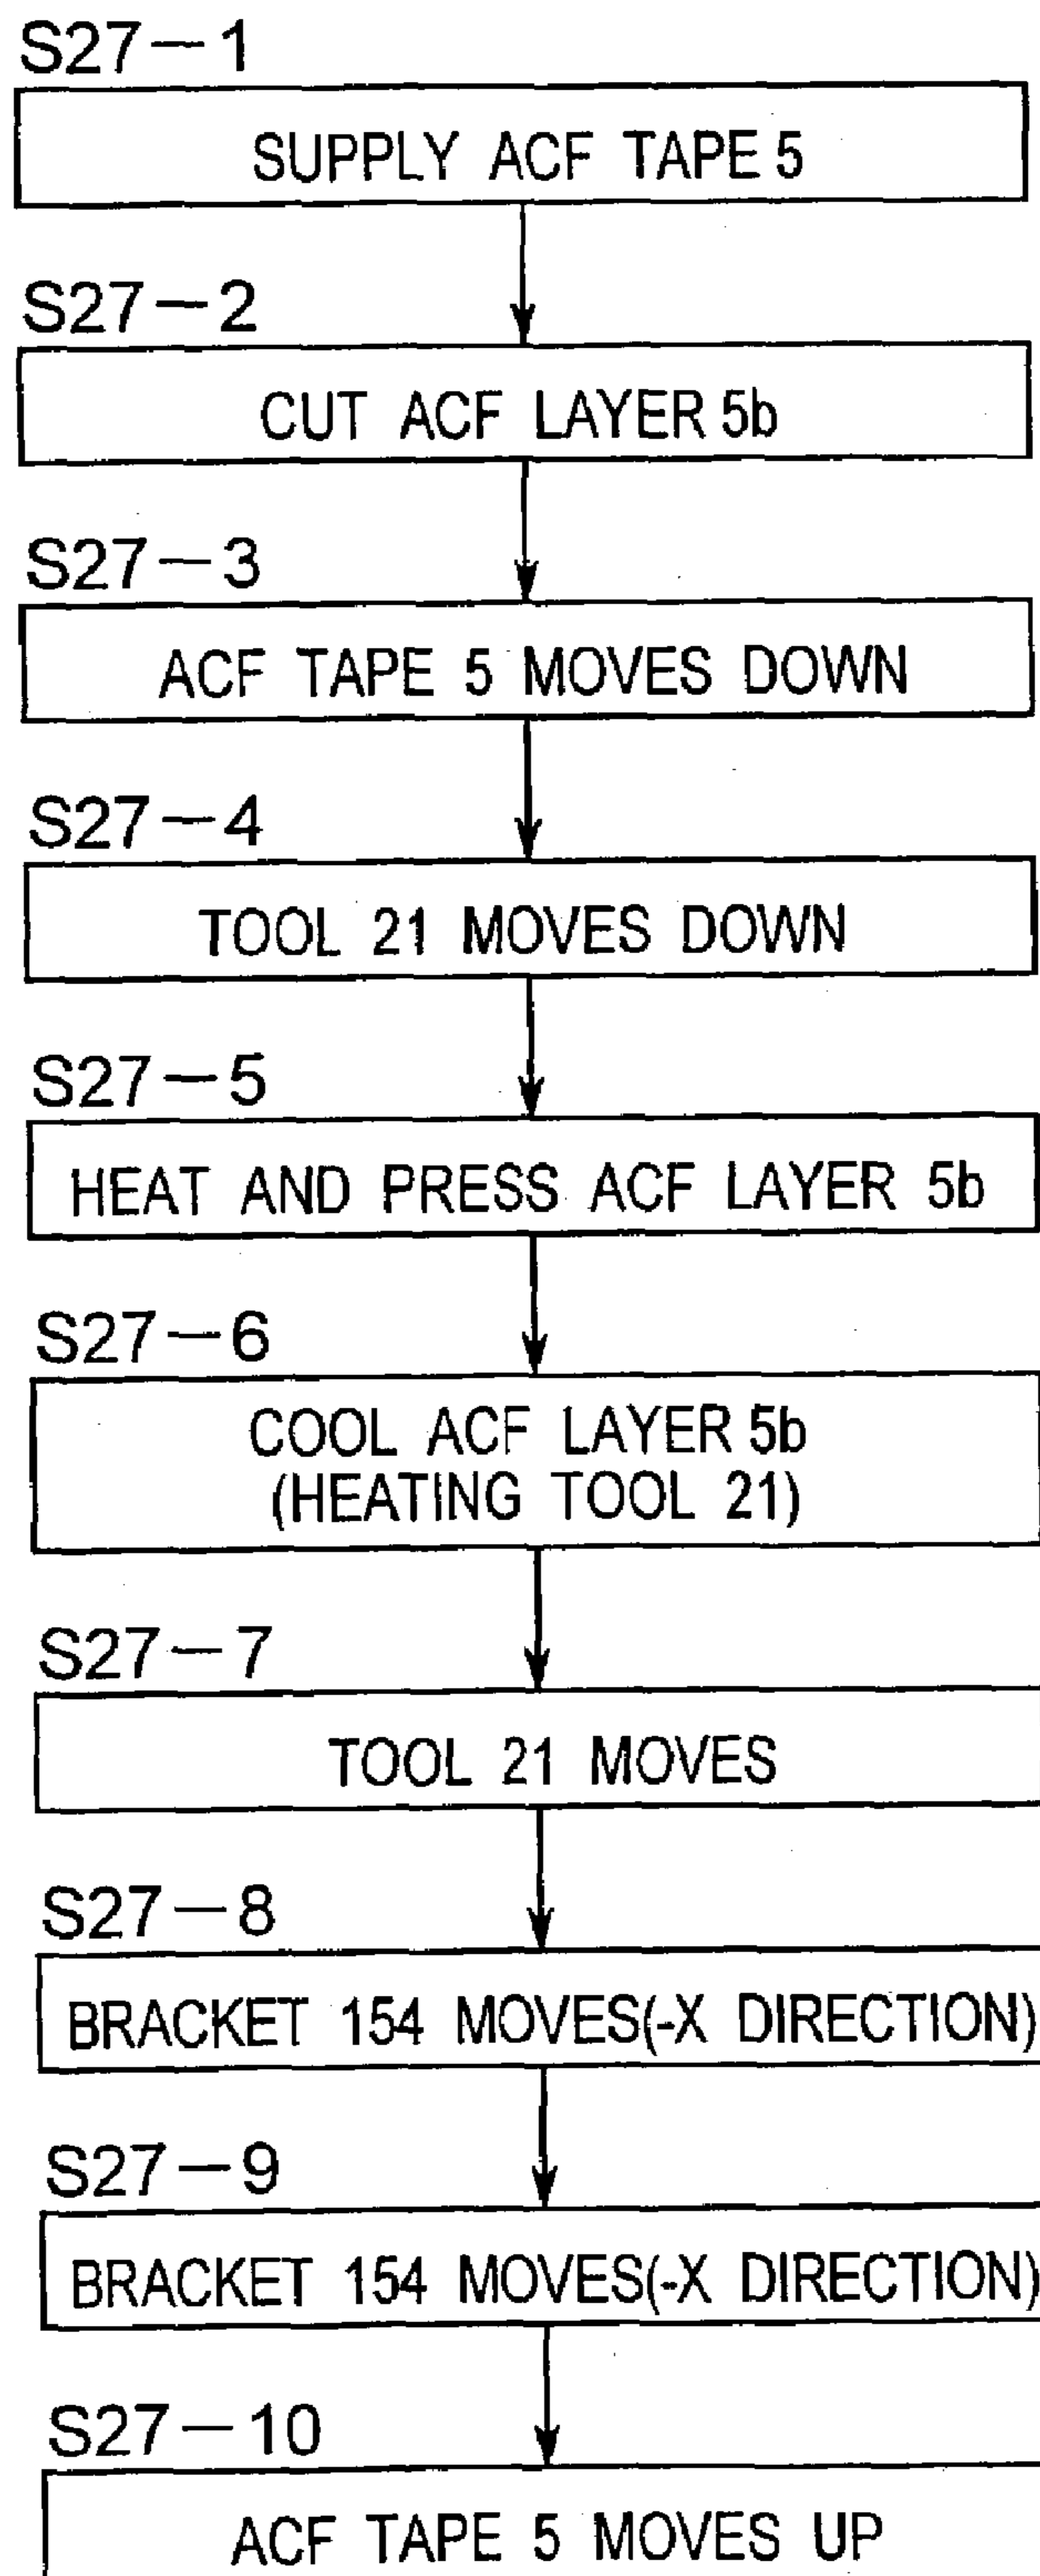 S27-1
SUPPLY ACF TAPE 5
S27-2
CUT ACF LAYER 5b
S27-3
ACF TAPE 5 MOVES DOWN
S27-4
TOOL 21 MOVES DOWN
S27-5
HEAT AND PRESS ACF LAYER 5b
S27-6
COOL ACF LAYER 5b
(HEATING TOOL 21)
S27-7
TOOL 21 MOVES
S27-8
BRACKET 154 MOVES(-X DIRECTION)
S27-9
BRACKET 154 MOVES(-X DIRECTION)
S27-10
ACF TAPE 5 MOVES UP